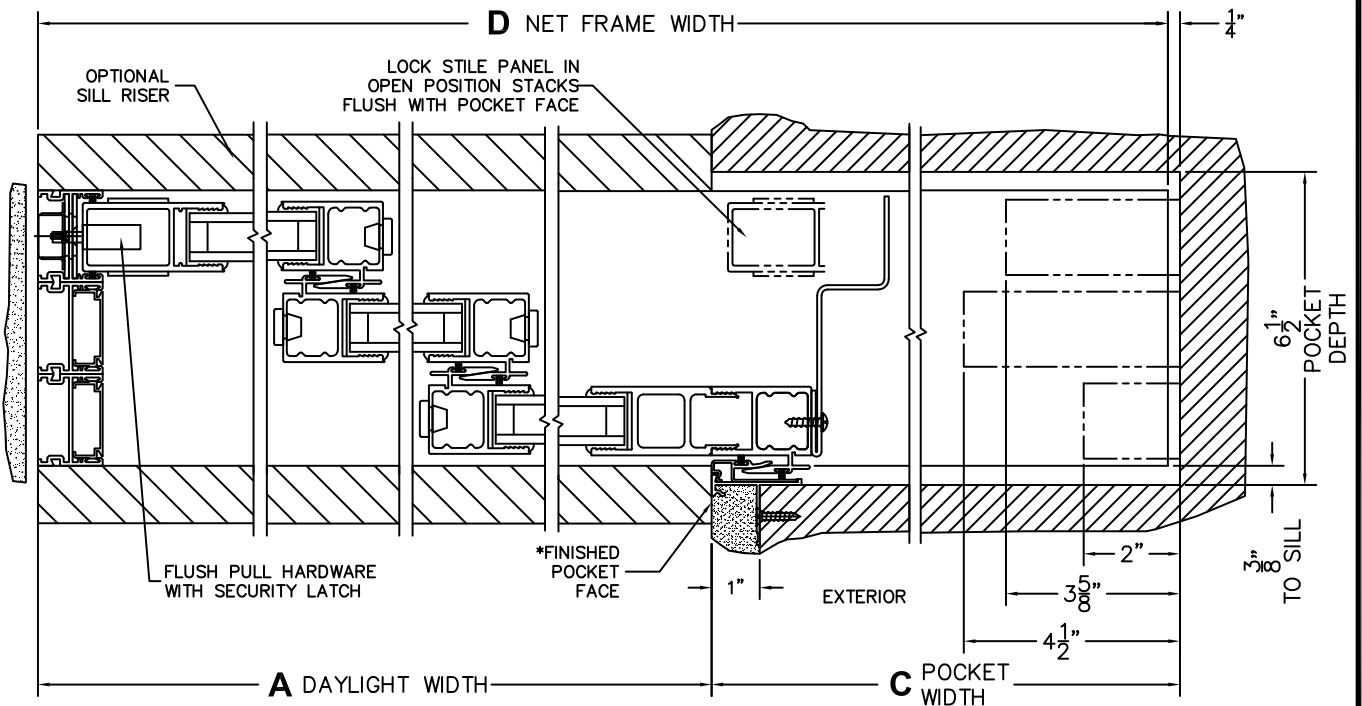 D NET FRAME WIDTH
1/4"
OPTIONAL
SILL RISER
LOCK STILE PANEL IN
OPEN POSITION STACKS
FLUSH WITH POCKET FACE
6 1/2"
POCKET
DEPTH
3/8"
TO SILL
FLUSH PULL HARDWARE
WITH SECURITY LATCH
*FINISHED
POCKET
FACE
1"
EXTERIOR
2"
3 5/8"
4 1/2"
A DAYLIGHT WIDTH
C POCKET
WIDTH